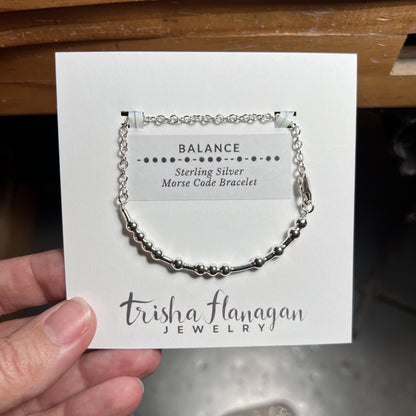 BALANCE
Sterling Silver
Morse Code Bracelet
trisha flanagan
JEWELRY